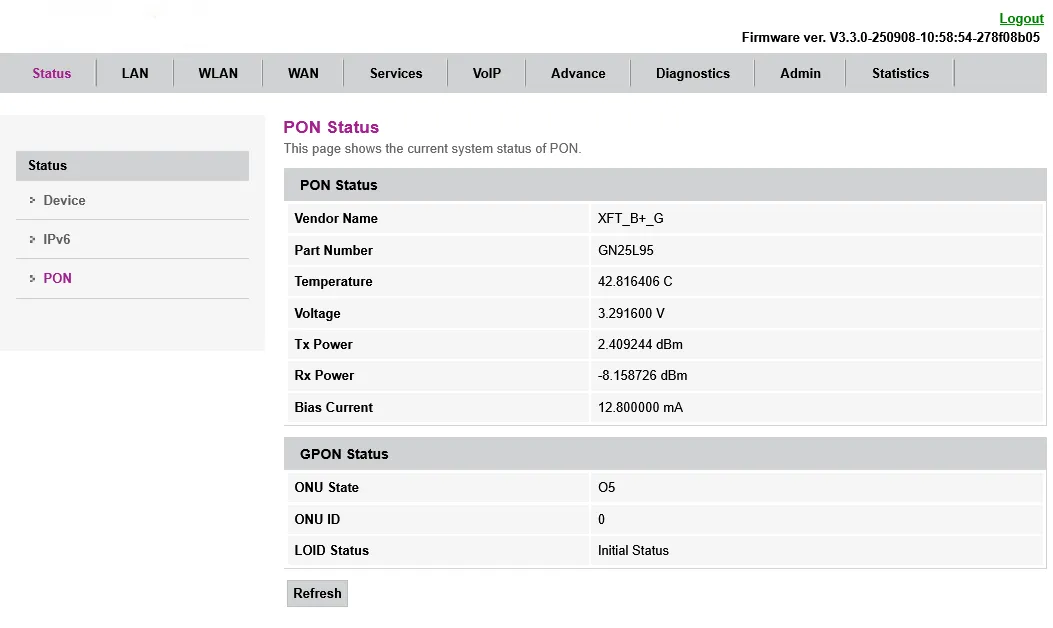 Logout
Firmware ver. V3.3.0-250908-10:58:54-278f08b05
Status LAN WLAN WAN Services VoIP Advance Diagnostics Admin Statistics
Status
Device
IPv6
PON
PON Status
This page shows the current system status of PON.
PON Status
Vendor Name XFT_B+_G
Part Number GN25L95
Temperature 42.816406 C
Voltage 3.291600 V
Tx Power 2.409244 dBm
Rx Power -8.158726 dBm
Bias Current 12.800000 mA
GPON Status
ONU State O5
ONU ID 0
LOID Status Initial Status
Refresh